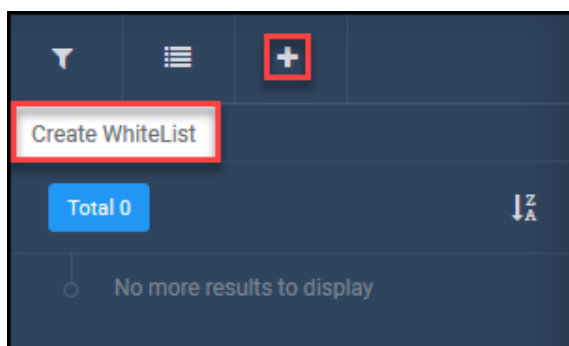 Create WhiteList
Total 0
Z
A
No more results to display